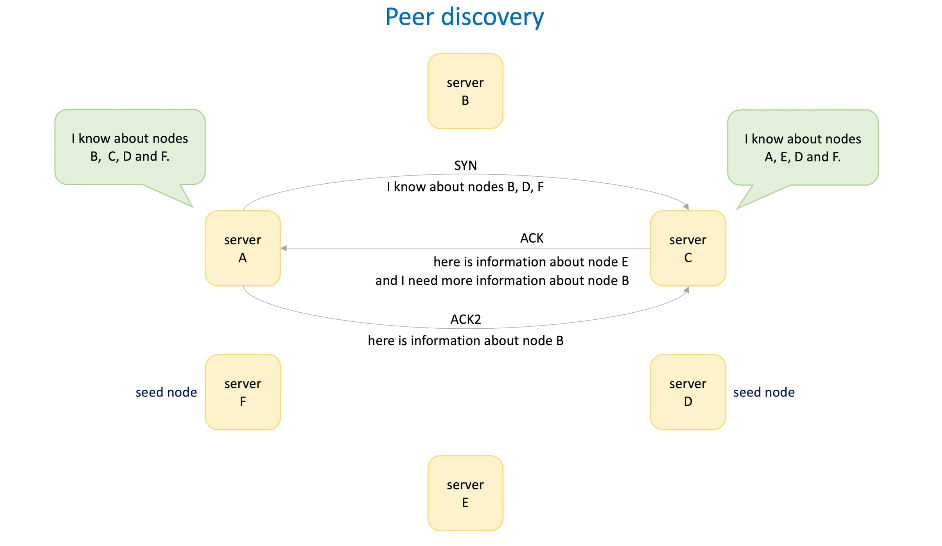 Peer discovery
server
B
I know about nodes
B, C, D and F.
I know about nodes
A, E, D and F.
SYN
I know about nodes B, D, F
server
A
ACK
server
C
here is information about node E
and I need more information about node B
ACK2
here is information about node B
seed node
server
F
server
D
seed node
server
E